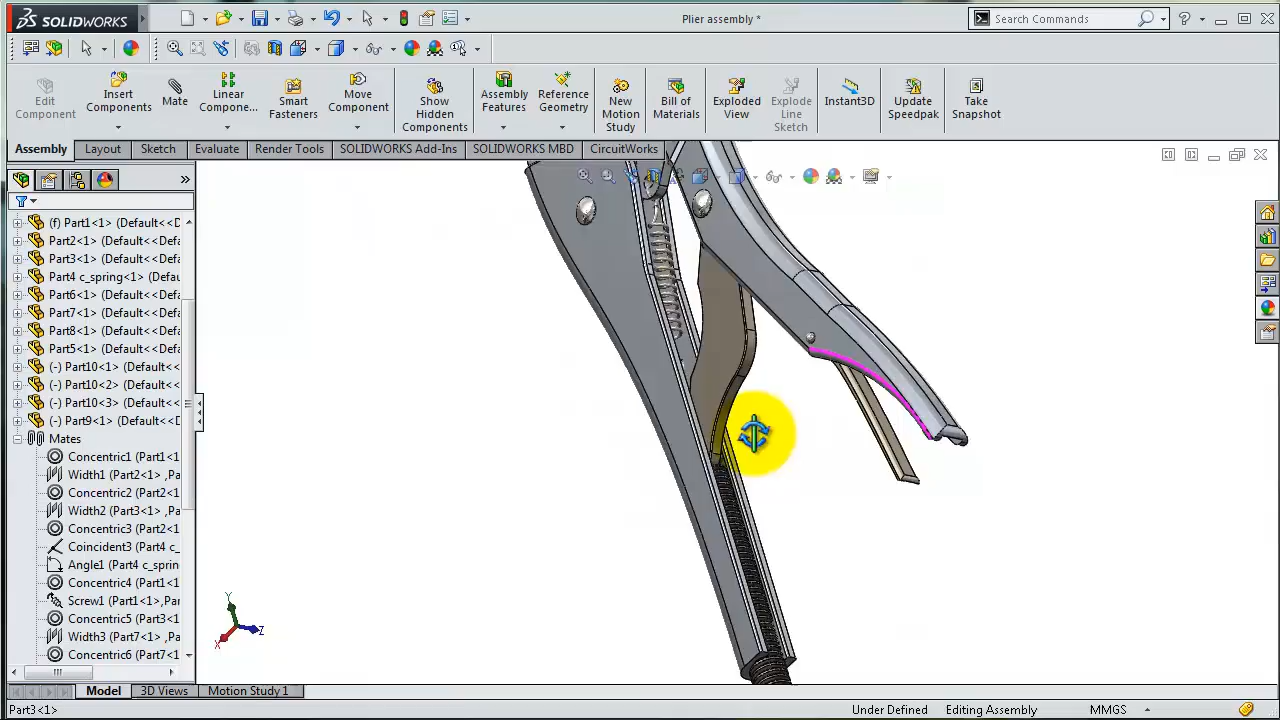 SOLIDWORKS
Plier assembly *
Search Commands
?
Edit Component
Insert Components
Mate
Linear Compone...
Smart Fasteners
Move Component
Show Hidden Components
Assembly Features
Reference Geometry
New Motion Study
Bill of Materials
Exploded View
Explode Line Sketch
Instant3D
Update Speedpak
Take Snapshot
Assembly
Layout
Sketch
Evaluate
Render Tools
SOLIDWORKS Add-Ins
SOLIDWORKS MBD
CircuitWorks
(f) Part1<1> (Default<<D
Part2<1> (Default<<Defa
Part3<1> (Default<<Defa
Part4 c_spring<1> (Defau
Part6<1> (Default<<Defa
Part7<1> (Default<<Defa
Part8<1> (Default<<Defa
Part5<1> (Default<<Defa
(-) Part10<1> (Default<<
(-) Part10<2> (Default<<
(-) Part10<3> (Default<<
(-) Part9<1> (Default<<D
Mates
Concentric1 (Part1<1
Width1 (Part2<1> ,Pa
Concentric2 (Part2<1
Width2 (Part3<1> ,Pa
Concentric3 (Part2<1
Coincident3 (Part4 c_
Angle1 (Part4 c_sprin
Concentric4 (Part1<1
Screw1 (Part1<1>,Par
Concentric5 (Part3<1
Width3 (Part7<1> ,Pa
Concentric6 (Part7<1
Y
X
Z
Model
3D Views
Motion Study 1
Part3<1>
Under Defined
Editing Assembly
MMGS